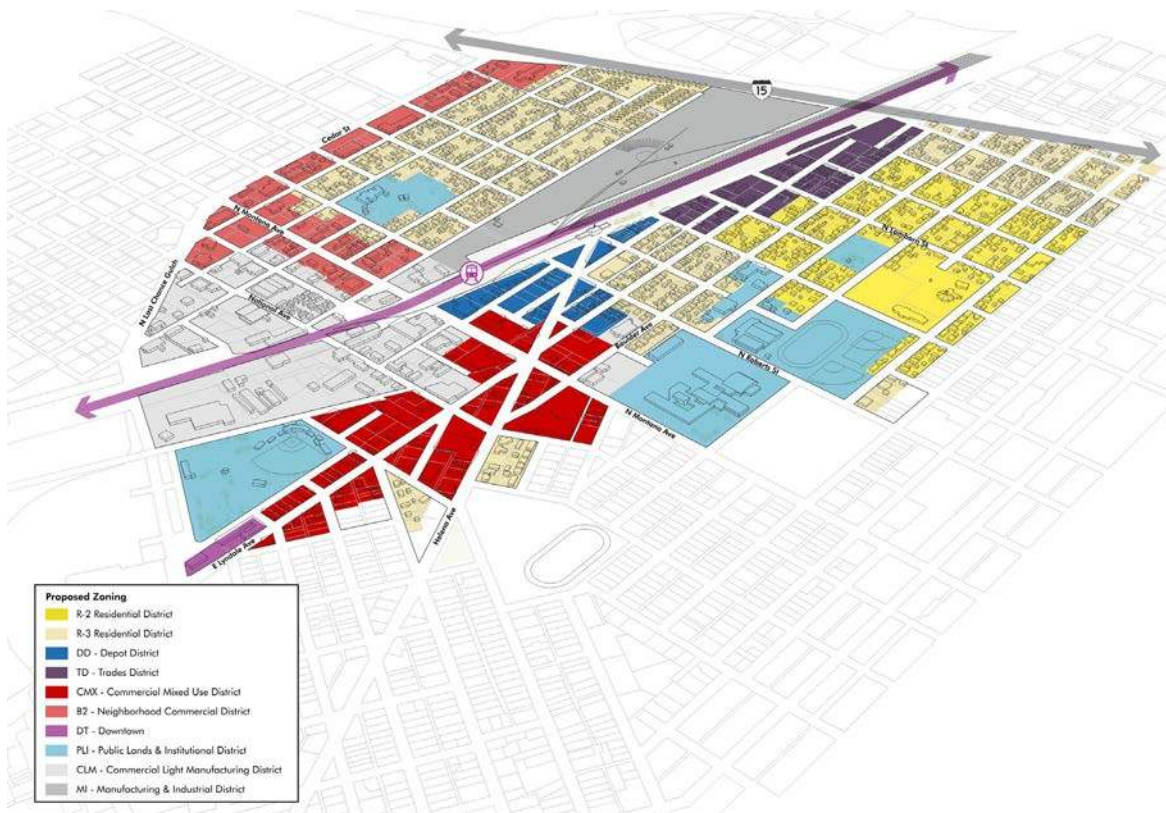 15
Cedar St
N Montana Ave
N Last Chance Gulch
National Ave
N Lamborn St
Boulder Ave
N Roberts St
N Montana Ave
Helena Ave
E Lyndale Ave
Proposed Zoning
R-2 Residential District
R-3 Residential District
DD - Depot District
TD - Trades District
CMX - Commercial Mixed Use District
B2 - Neighborhood Commercial District
DT - Downtown
PLI - Public Lands & Institutional District
CLM - Commercial Light Manufacturing District
MI - Manufacturing & Industrial District